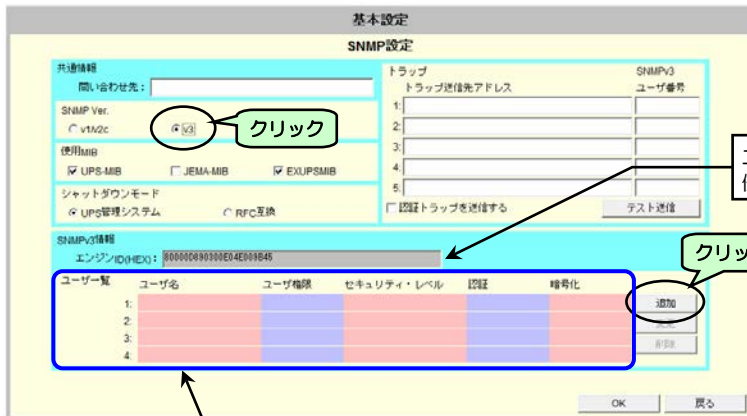 基本設定
SNMP設定
共通情報
問い合わせ先：
SNMP Ver.
v1/v2c
v3
クリック
使用MIB
UPS-MIB
JEMA-MIB
EXUPSMIB
シャットダウンモード
UPS管理システム
RFC互換
トラップ
SNMPv3
トラップ送信先アドレス
ユーザ番号
1:
2:
3:
4:
5:
認証トラップを送信する
テスト送信
SNMPv3情報
エンジンID(HEX)：
クリッ
ユーザ一覧
ユーザ名
ユーザ権限
セキュリティ・レベル
認証
暗号化
1:
2:
3:
4:
追加
変更
削除
OK
戻る